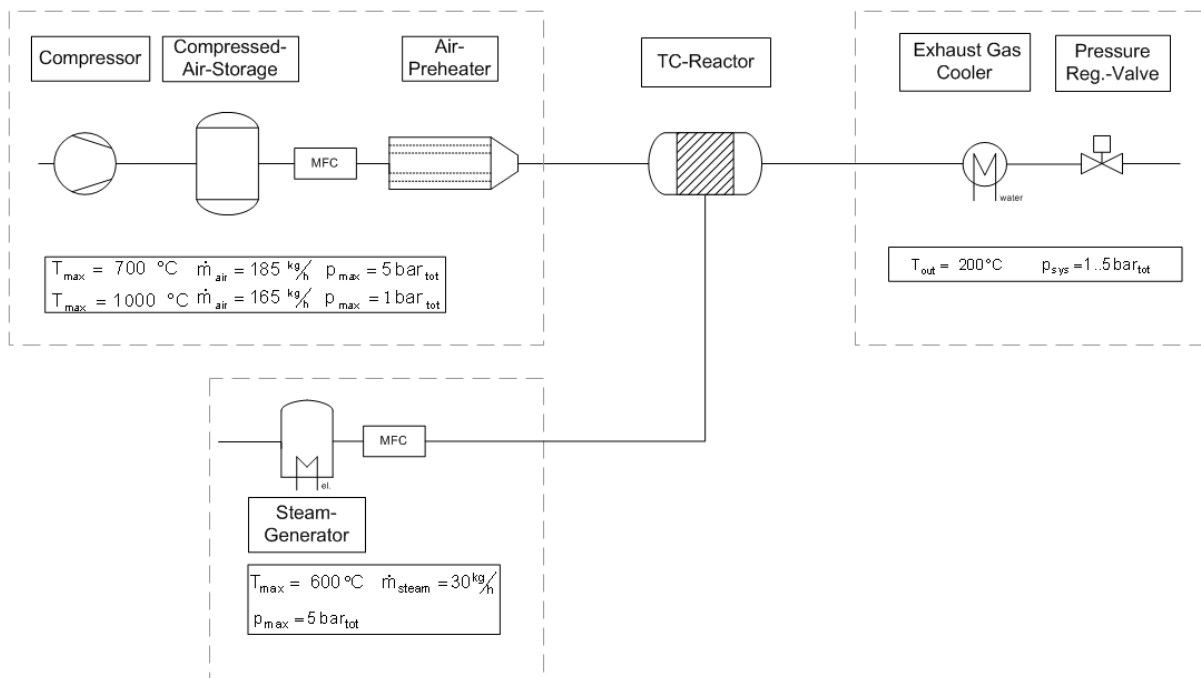 Compressor
Compressed-
Air-Storage
Air-
Preheater
TC-Reactor
Exhaust Gas
Cooler
Pressure
Reg.-Valve
MFC
water
T_max = 700 °C ṁ_air = 185 kg/h p_max = 5 bar_tot
T_max = 1000 °C ṁ_air = 165 kg/h p_max = 1 bar_tot
T_out = 200°C p_sys = 1..5 bar_tot
MFC
el.
Steam-
Generator
T_max = 600 °C ṁ_steam = 30 kg/h
p_max = 5 bar_tot